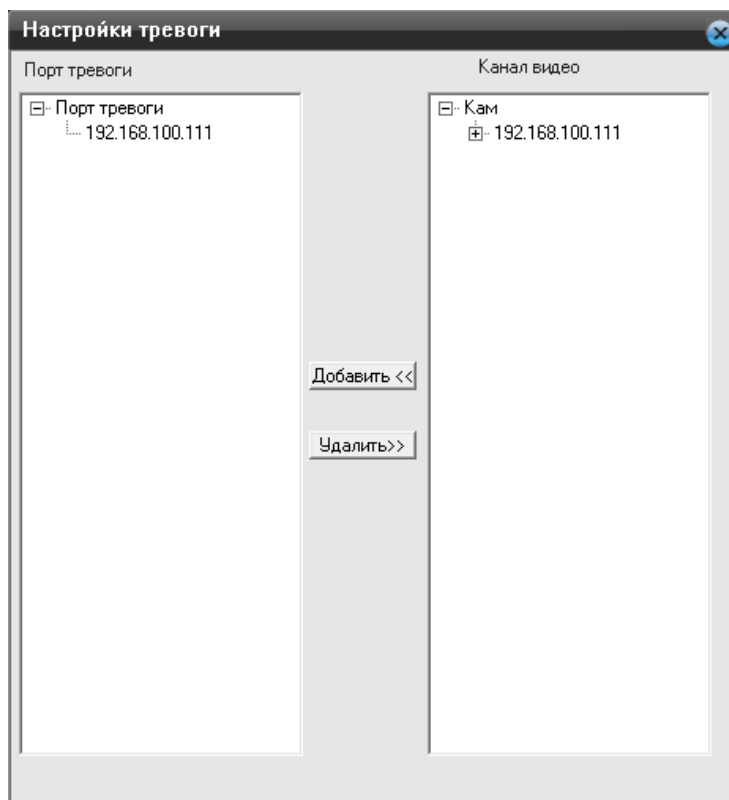 Настройки тревоги
Порт тревоги
Канал видео
Порт тревоги
192.168.100.111
Кам
192.168.100.111
Добавить <<
Удалить>>